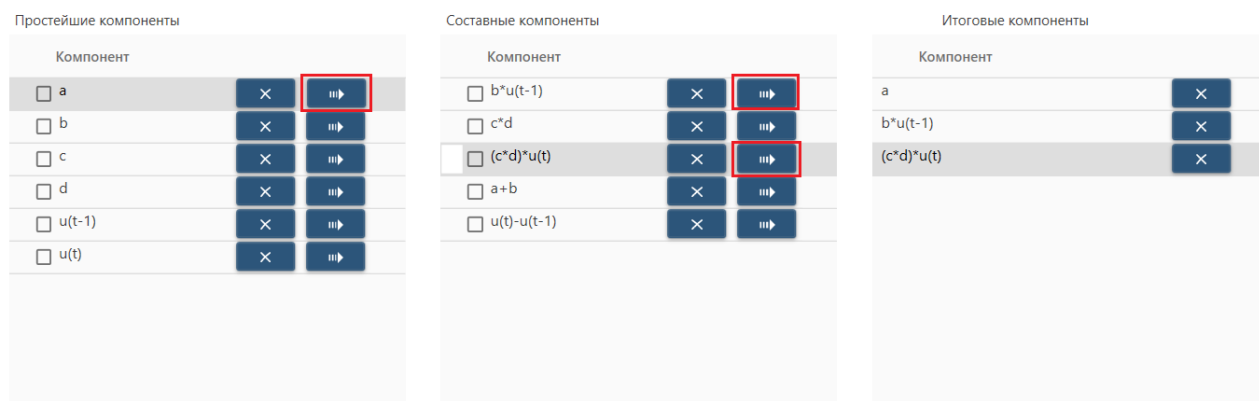 Простейшие компоненты
Компонент
a
b
c
d
u(t-1)
u(t)
Составные компоненты
Компонент
b*u(t-1)
c*d
(c*d)*u(t)
a+b
u(t)-u(t-1)
Итоговые компоненты
Компонент
a
b*u(t-1)
(c*d)*u(t)